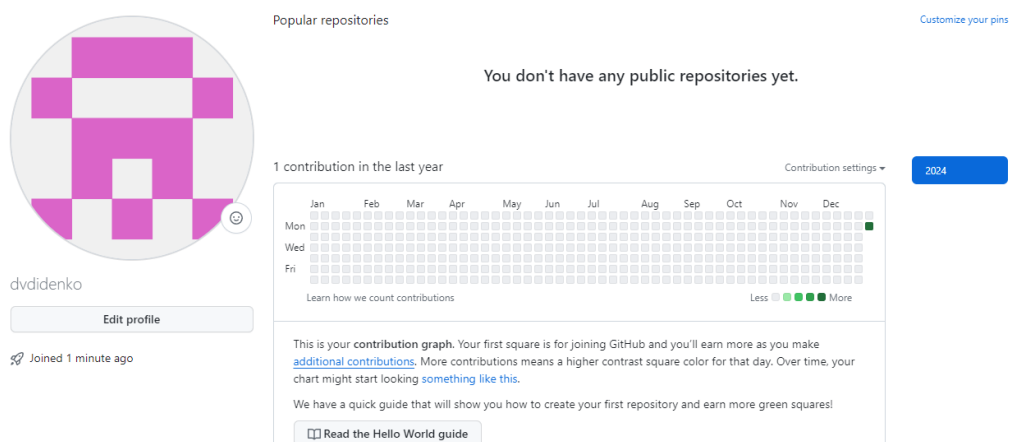 Popular repositories
Customize your pins
You don't have any public repositories yet.
1 contribution in the last year
Contribution settings
2024
Jan Feb Mar Apr May Jun Jul Aug Sep Oct Nov Dec
Mon
Wed
Fri
Learn how we count contributions
Less
More
dvdidenko
Edit profile
Joined 1 minute ago
This is your contribution graph. Your first square is for joining GitHub and you'll earn more as you make
additional contributions. More contributions means a higher contrast square color for that day. Over time, your
chart might start looking something like this.
We have a quick guide that will show you how to create your first repository and earn more green squares!
Read the Hello World guide